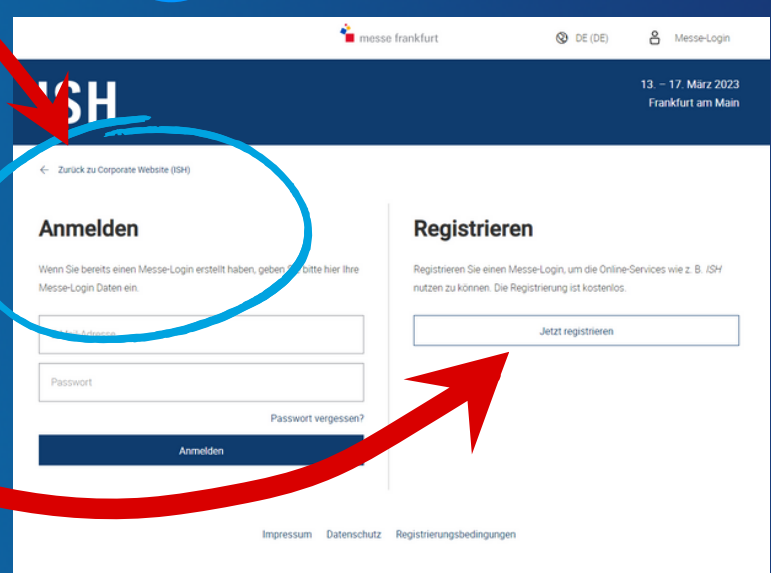 messe frankfurt
DE (DE)
Messe-Login
ISH
13. – 17. März 2023
Frankfurt am Main
← Zurück zu Corporate Website (ISH)
Anmelden
Wenn Sie bereits einen Messe-Login erstellt haben, geben Sie bitte hier Ihre
Messe-Login Daten ein.
E-Mail-Adresse
Passwort
Passwort vergessen?
Anmelden
Registrieren
Registrieren Sie einen Messe-Login, um die Online-Services wie z. B. ISH
nutzen zu können. Die Registrierung ist kostenlos.
Jetzt registrieren
Impressum Datenschutz Registrierungsbedingungen